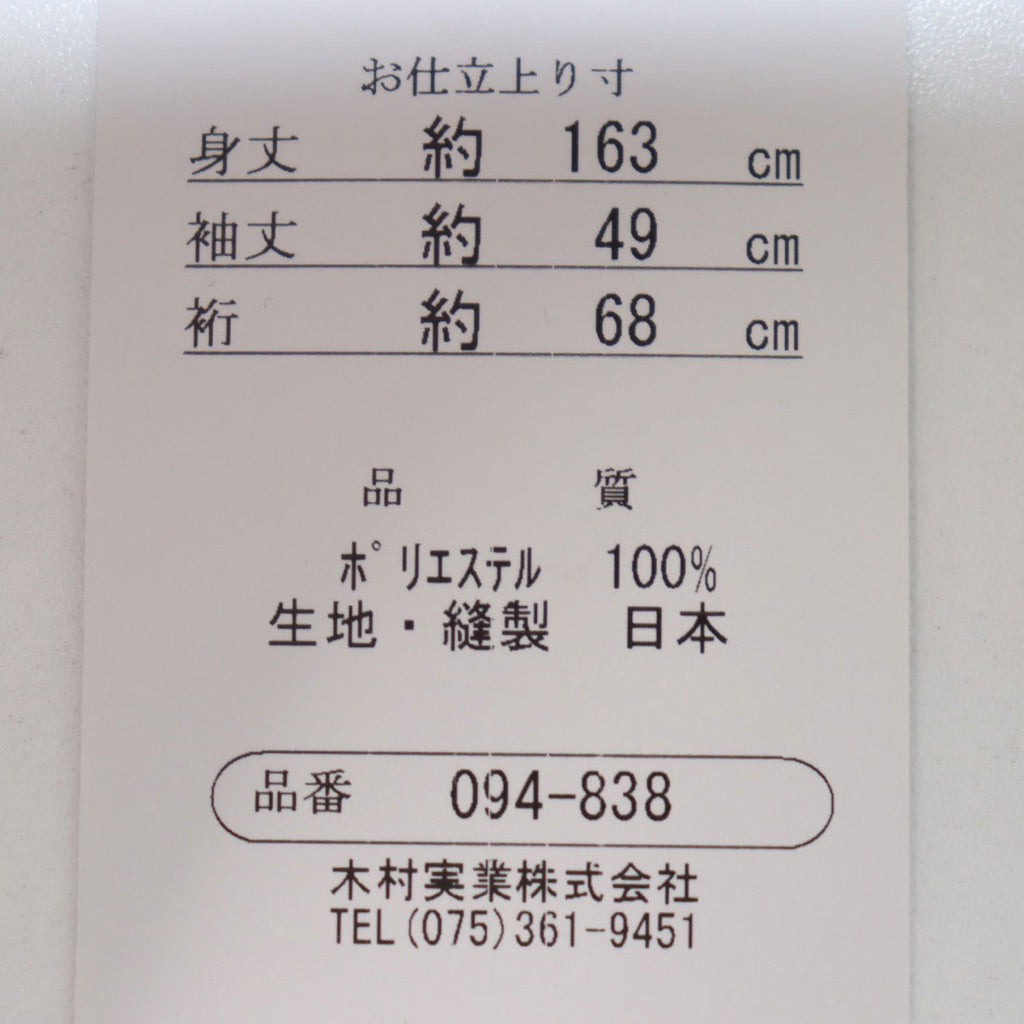 お仕立上り寸
身丈 約 163 cm
袖丈 約 49 cm
裄 約 68 cm
品 質
ポリエステル 100%
生地・縫製 日本
品番 094-838
木村実業株式会社
TEL(075)361-9451